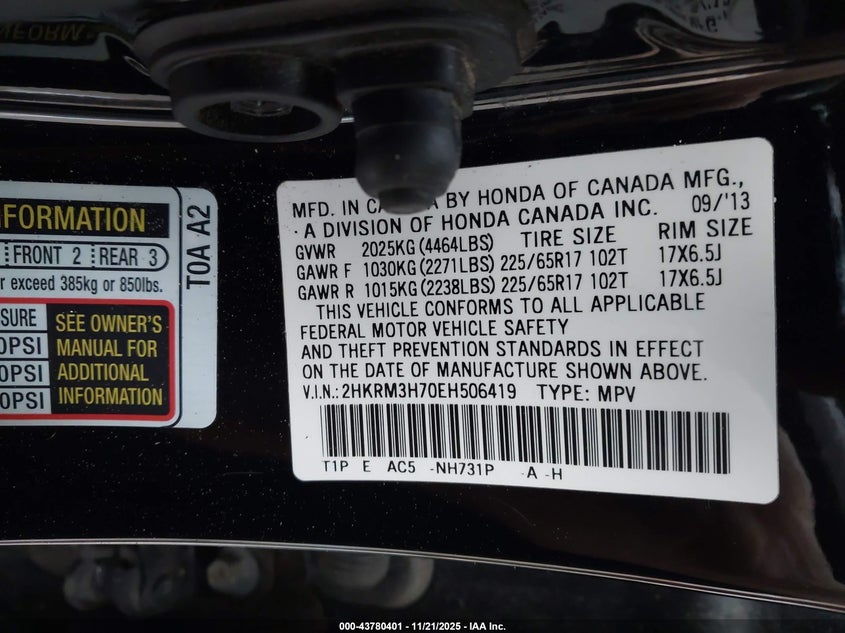 FORMATION
FRONT 2 REAR 3
r exceed 385kg or 850lbs.
SURE
0PSI
0PSI
0PSI
SEE OWNER'S
MANUAL FOR
ADDITIONAL
INFORMATION
T0A A2
MFD. IN CA A BY HONDA OF CANADA MFG.,
A DIVISION OF HONDA CANADA INC. 09/'13
GVWR 2025KG (4464LBS) TIRE SIZE RIM SIZE
GAWR F 1030KG (2271LBS) 225/65R17 102T 17X6.5J
GAWR R 1015KG (2238LBS) 225/65R17 102T 17X6.5J
THIS VEHICLE CONFORMS TO ALL APPLICABLE
FEDERAL MOTOR VEHICLE SAFETY
AND THEFT PREVENTION STANDARDS IN EFFECT
ON THE DATE OF MANUFACTURE SHOWN ABOVE.
V.I.N.: 2HKRM3H70EH506419 TYPE: MPV
T1P E AC5 -NH731P -A -H
000-43780401 - 11/21/2025 - IAA Inc.